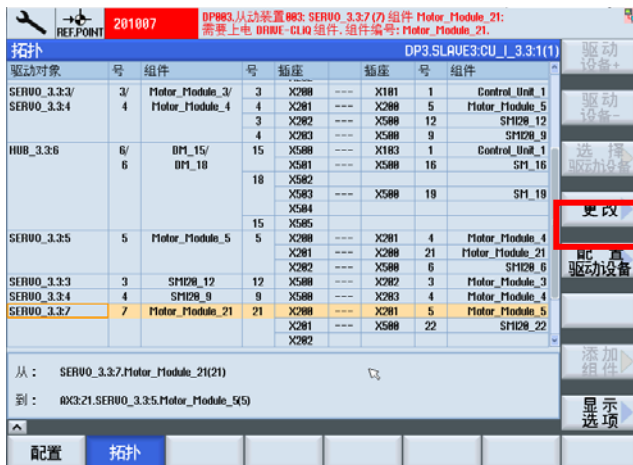 REF.POINT
201007
DP003.从动装置003: SERVO_3.3:7 (7) 组件 Motor_Module_21:
需要上电 DRIVE-CLiQ 组件. 组件编号: Motor_Module_21.
拓扑 DP3.SLAVE3:CU_I_3.3:1(1)
驱动对象 号 组件 号 插座 插座 号 组件
SERVO_3.3:3/ 3/ Motor_Module_3/ 3 X200 --- X101 1 Control_Unit_1
SERVO_3.3:4 4 Motor_Module_4 4 X201 --- X200 5 Motor_Module_5
3 X202 --- X500 12 SMI20_12
4 X203 --- X500 9 SMI20_9
HUB_3.3:6 6/ DM_15/ 15 X500 --- X103 1 Control_Unit_1
6 DM_18 X501 --- X500 16 SM_16
18 X502
X503 --- X500 19 SM_19
X504
15 X505
SERVO_3.3:5 5 Motor_Module_5 5 X200 --- X201 4 Motor_Module_4
X201 --- X200 21 Motor_Module_21
X202 --- X500 6 SMI20_6
SERVO_3.3:3 3 SMI20_12 12 X500 --- X202 3 Motor_Module_3
SERVO_3.3:4 4 SMI20_9 9 X500 --- X203 4 Motor_Module_4
SERVO_3.3:7 7 Motor_Module_21 21 X200 --- X201 5 Motor_Module_5
X201 --- X500 22 SMI20_22
X202
从: SERVO_3.3:7.Motor_Module_21(21)
到: AX3:21.SERVO_3.3:5.Motor_Module_5(5)
驱动
设备+
驱动
设备-
选 择
驱动设备
更改
配 置
驱动设备
添加
组件
显示
选项
配置
拓扑